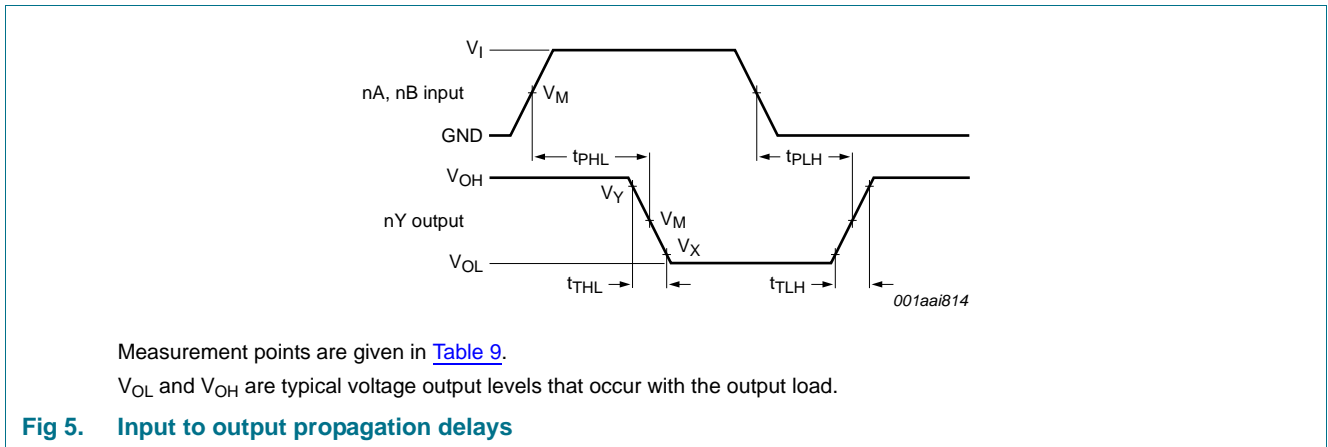 VI
nA, nB input
VM
GND
tPHL
tPLH
VOH
VY
nY output
VM
VX
VOL
tTHL
tTLH
001aai814
Measurement points are given in Table 9.
VOL and VOH are typical voltage output levels that occur with the output load.
Fig 5. Input to output propagation delays